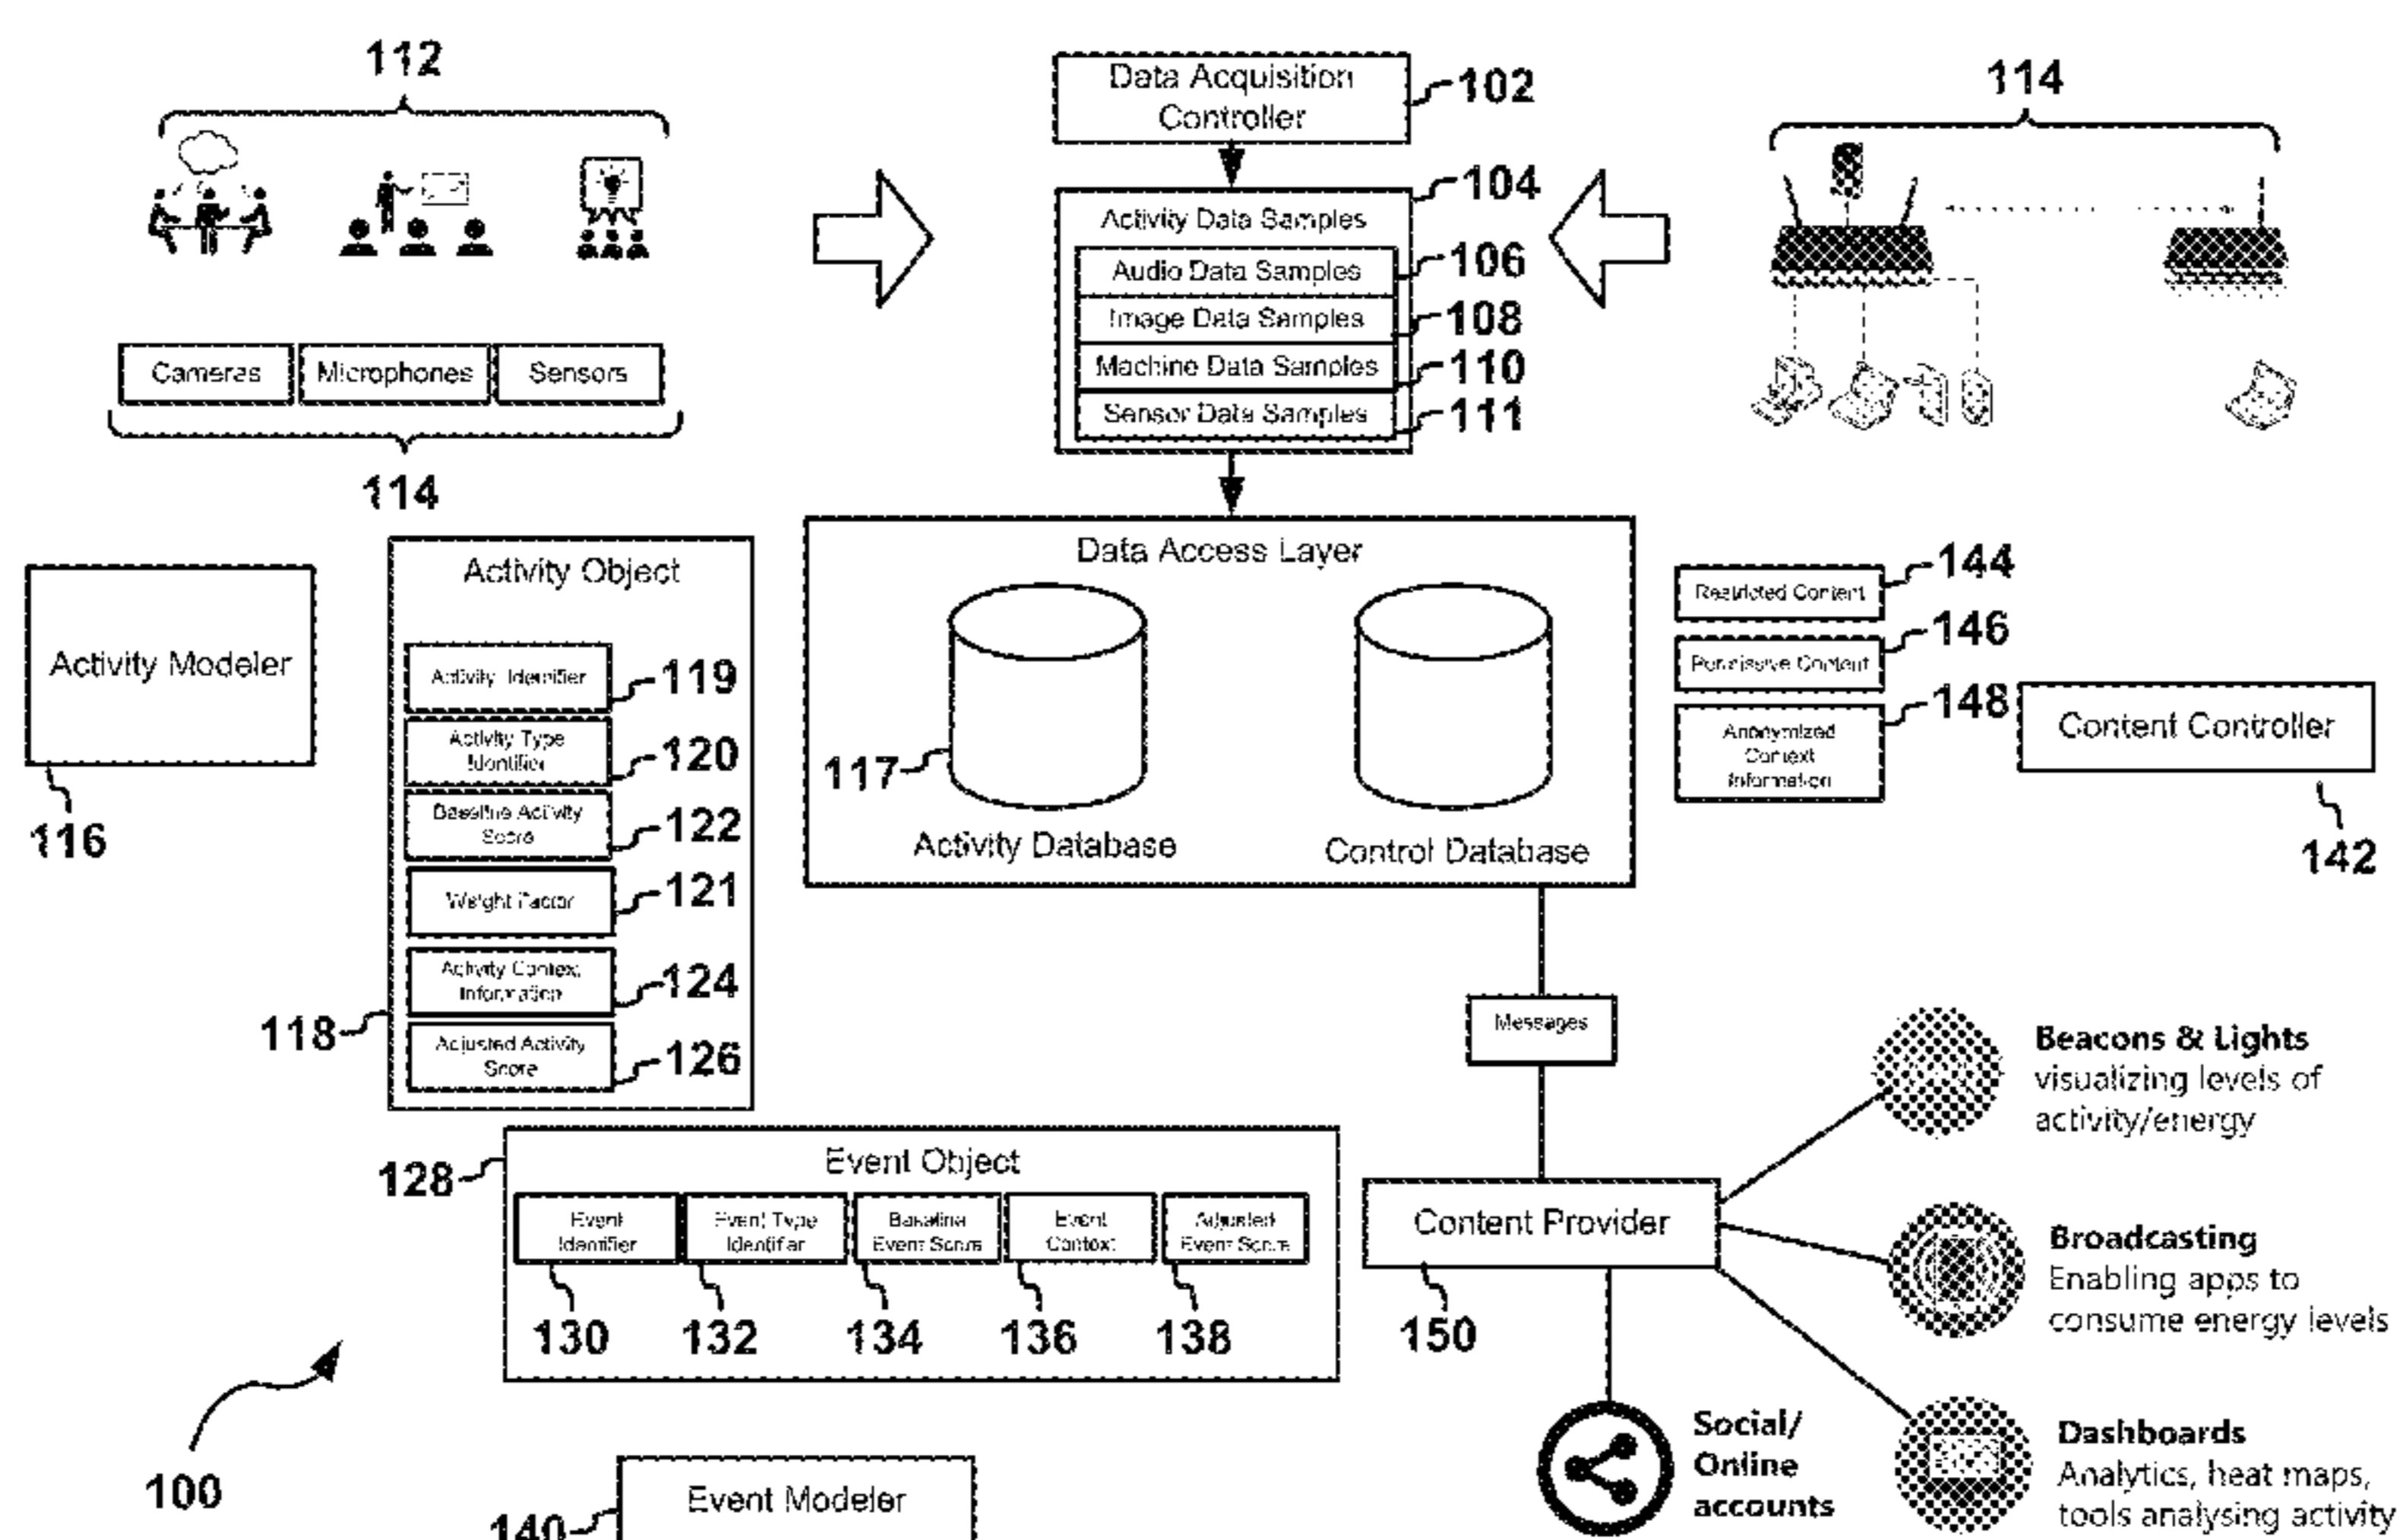 112
Data Acquisition
Controller
102
114
104
Activity Data Samples
Audio Data Samples
106
Image Data Samples
108
Machine Data Samples
110
Sensor Data Samples
111
Cameras
Microphones
Sensors
114
Activity Modeler
116
Activity Object
Activity Identifier
119
Activity Type
Identifier
120
Baseline Activity
Score
122
Weight Factor
121
Activity Context
Information
124
Adjusted Activity
Score
126
118
Data Access Layer
117
Activity Database
Control Database
Restricted Content
144
Permissive Content
146
Anonymized
Context
Information
148
Content Controller
142
Messages
128
Event Object
Event
Identifier
Event Type
Identifier
Baseline
Event Score
Event
Context
Adjusted
Event Score
130
132
134
136
138
Content Provider
150
Beacons & Lights
visualizing levels of
activity/energy
Broadcasting
Enabling apps to
consume energy levels
Social/
Online
accounts
Dashboards
Analytics, heat maps,
tools analysing activity
100
Event Modeler
140